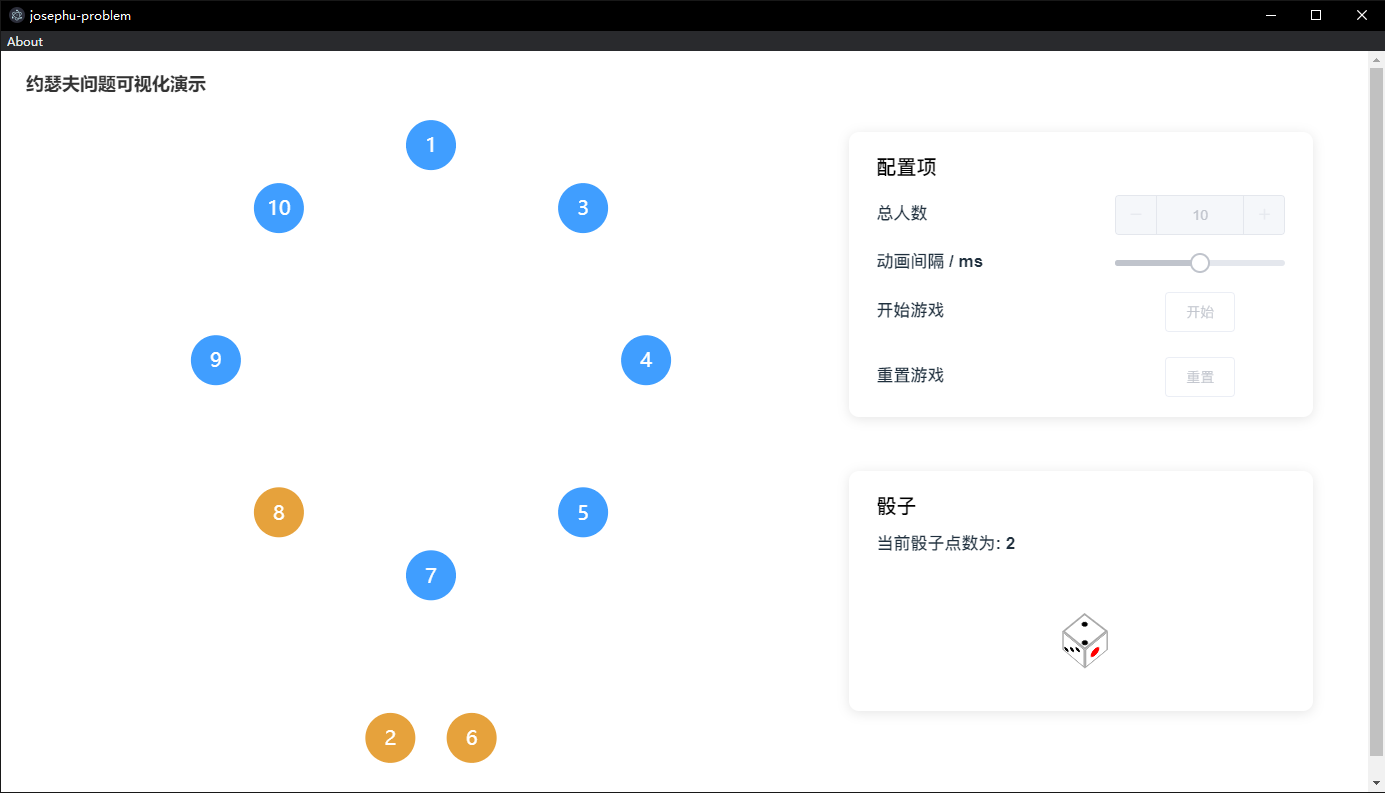 josephu-problem
About
约瑟夫问题可视化演示
1
10
3
9
4
8
5
7
2
6
配置项
总人数
10
动画间隔 / ms
开始游戏
开始
重置游戏
重置
骰子
当前骰子点数为: 2